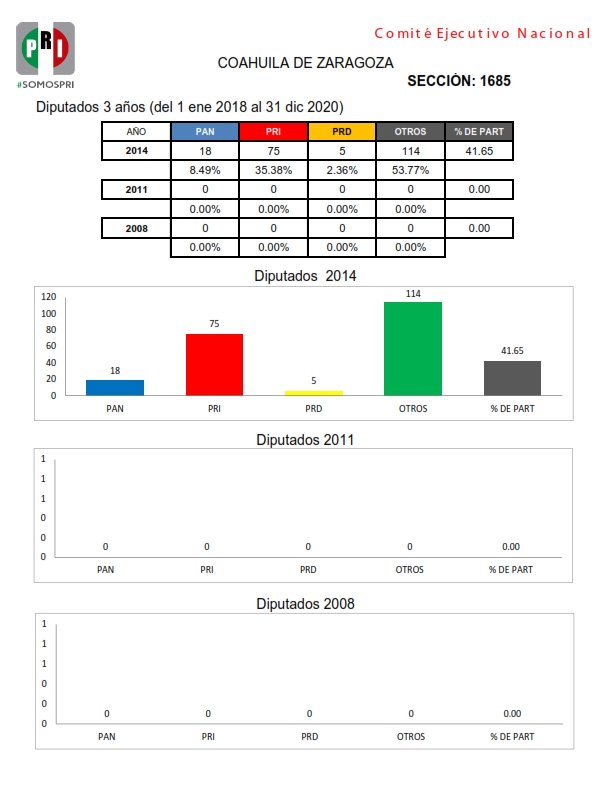 Comité Ejecutivo Nacional
PRI
#SOMOSPRI
COAHUILA DE ZARAGOZA
SECCIÓN: 1685
Diputados 3 años (del 1 ene 2018 al 31 dic 2020)
AÑO PAN PRI PRD OTROS % DE PART
2014 18 75 5 114 41.65
8.49% 35.38% 2.36% 53.77%
2011 0 0 0 0 0.00
0.00% 0.00% 0.00% 0.00%
2008 0 0 0 0 0.00
0.00% 0.00% 0.00% 0.00%
Diputados 2014
120
100
80
60
40
20
0
18 75 5 114 41.65
PAN PRI PRD OTROS % DE PART
Diputados 2011
1
1
1
0
0
0
0 0 0 0 0.00
PAN PRI PRD OTROS % DE PART
Diputados 2008
1
1
1
0
0
0
0 0 0 0 0.00
PAN PRI PRD OTROS % DE PART